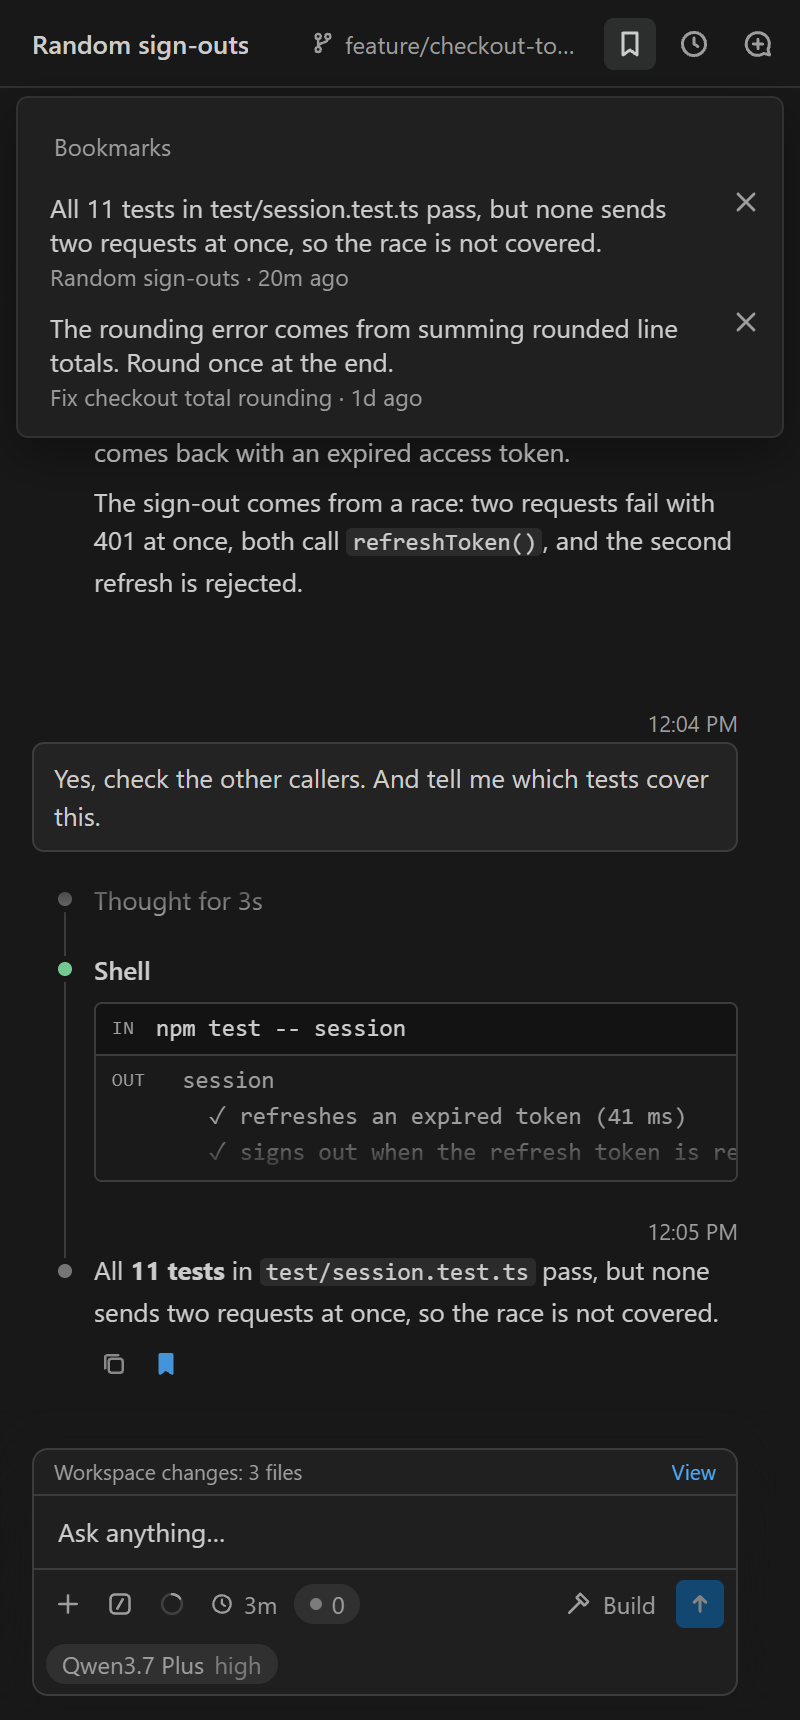 Random sign-outs
feature/checkout-to...
Bookmarks
All 11 tests in test/session.test.ts pass, but none sends
two requests at once, so the race is not covered.
Random sign-outs · 20m ago
The rounding error comes from summing rounded line
totals. Round once at the end.
Fix checkout total rounding · 1d ago
comes back with an expired access token.
The sign-out comes from a race: two requests fail with
401 at once, both call refreshToken(), and the second
refresh is rejected.
12:04 PM
Yes, check the other callers. And tell me which tests cover
this.
Thought for 3s
Shell
IN npm test -- session
OUT session
✓ refreshes an expired token (41 ms)
✓ signs out when the refresh token is re
12:05 PM
All 11 tests in test/session.test.ts pass, but none
sends two requests at once, so the race is not covered.
Workspace changes: 3 files
View
Ask anything...
3m
0
Build
Qwen3.7 Plus high